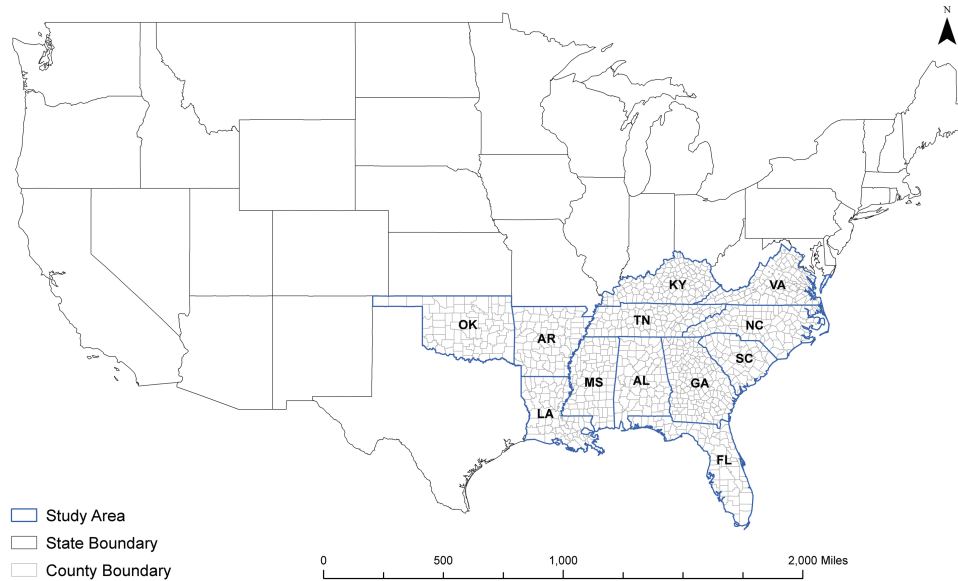 N
KY
VA
OK
TN
NC
AR
SC
MS
AL
GA
LA
FL
Study Area
State Boundary
County Boundary
0 500 1,000 2,000 Miles